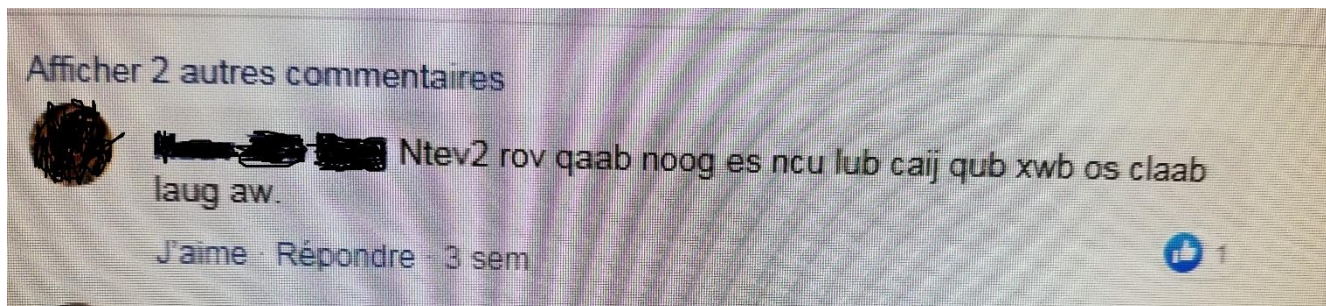 Afficher 2 autres commentaires
Ntev2 rov qaab noog es ncu lub caij qub xwb os claab
laug aw.
J'aime · Répondre · 3 sem
1